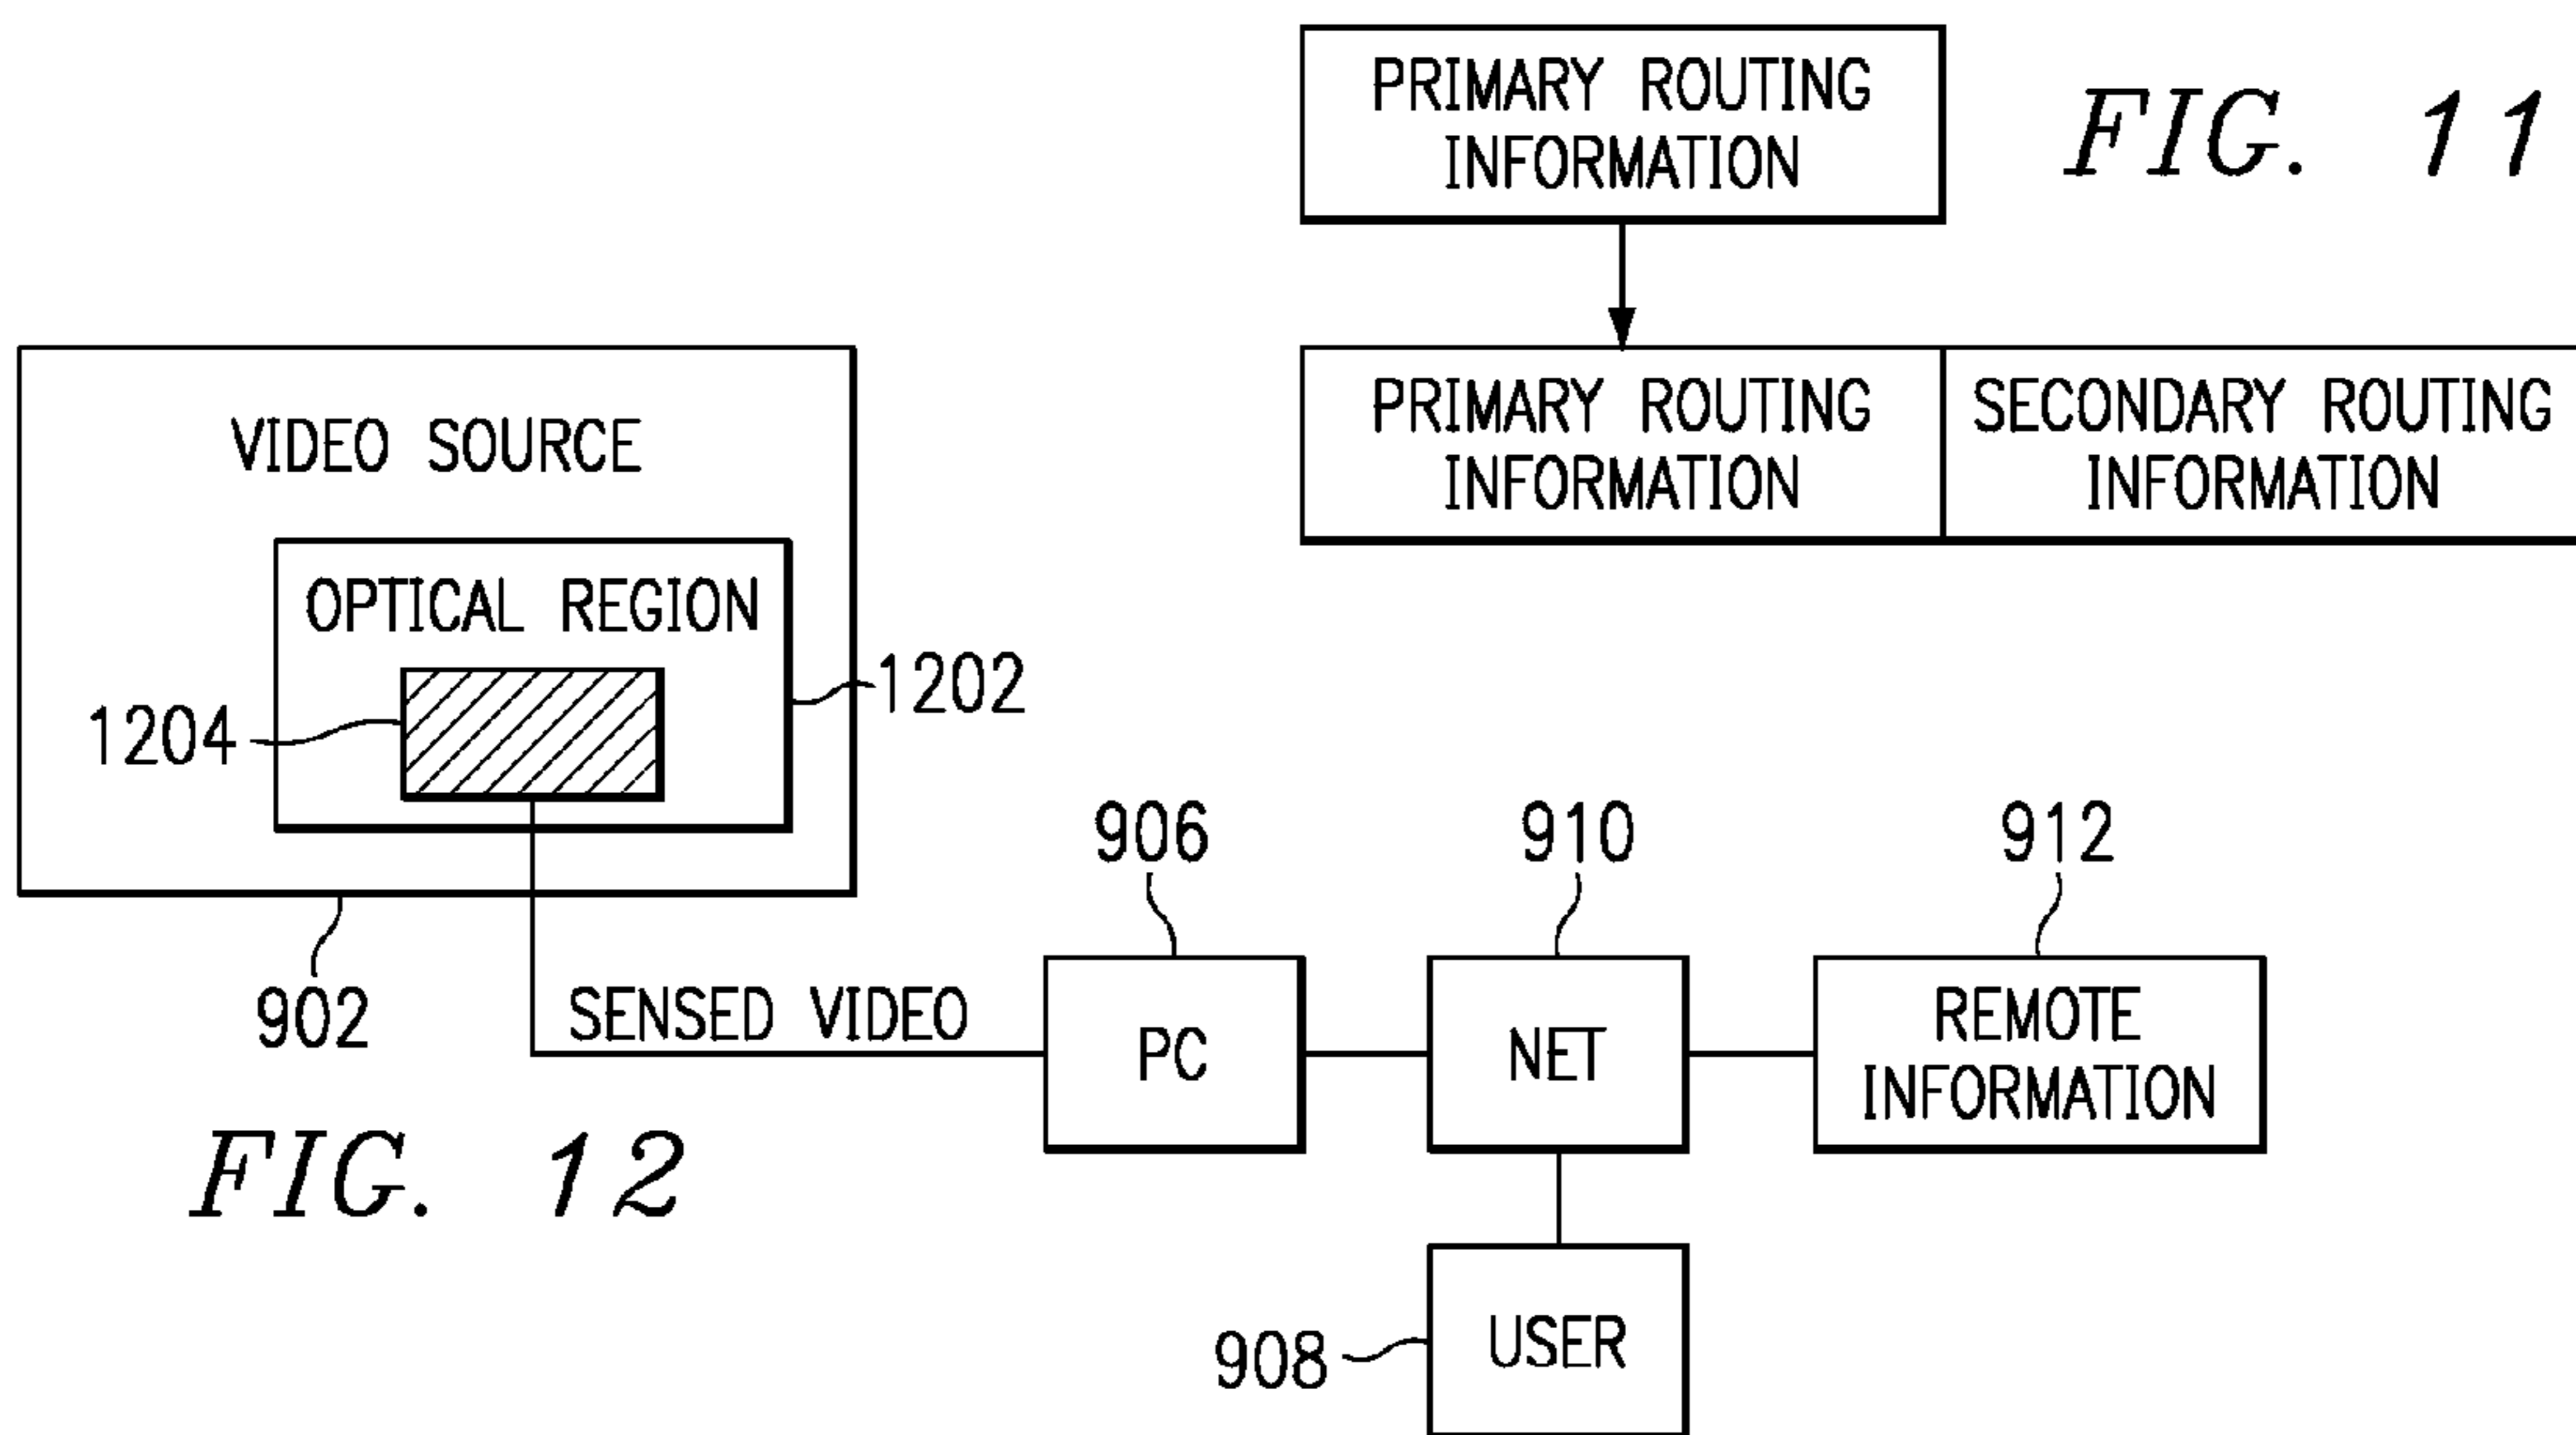 PRIMARY ROUTING
INFORMATION
FIG. 11
PRIMARY ROUTING
INFORMATION
SECONDARY ROUTING
INFORMATION
VIDEO SOURCE
OPTICAL REGION
1202
1204
902
SENSED VIDEO
906
PC
910
NET
912
REMOTE
INFORMATION
908
USER
FIG. 12